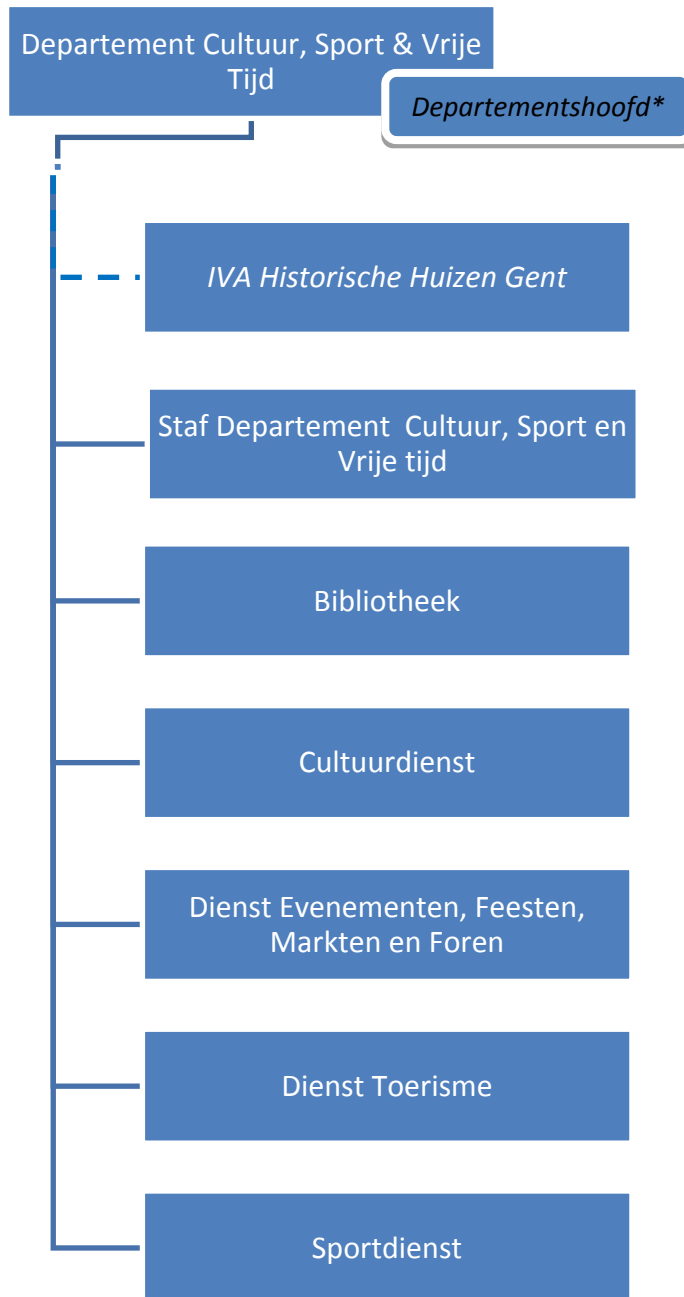 Departement Cultuur, Sport & Vrije
Tijd
Departementshoofd*
IVA Historische Huizen Gent
Staf Departement Cultuur, Sport en
Vrije tijd
Bibliotheek
Cultuurdienst
Dienst Evenementen, Feesten,
Markten en Foren
Dienst Toerisme
Sportdienst